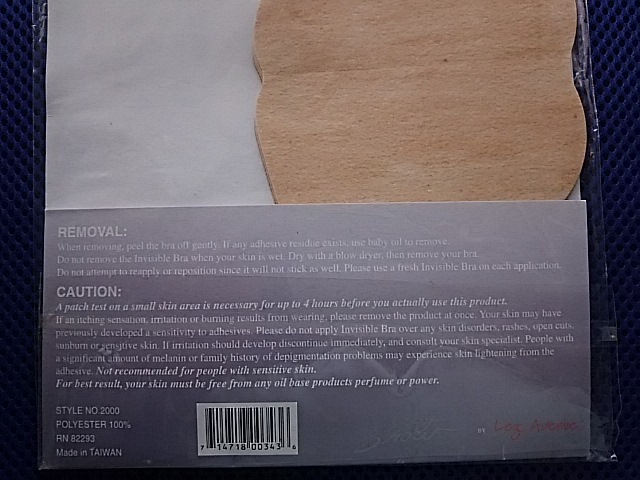 REMOVAL:
When removing, peel the bra off gently. If any adhesive residue exists, use baby oil to remove.
Do not remove the Invisible Bra when your skin is wet. Dry with a blow dryer, then remove your bra.
Do not attempt to reapply or reposition since it will not stick as well. Please use a fresh Invisible Bra on each application.
CAUTION:
A patch test on a small skin area is necessary for up to 4 hours before you actually use this product.
If an itching sensation, irritation or burning results from wearing, please remove the product at once. Your skin may have
previously developed a sensitivity to adhesives. Please do not apply Invisible Bra over any skin disorders, rashes, open cuts,
sunburn or sensitive skin. If irritation should develop discontinue immediately, and consult your skin specialist. People with
a significant amount of melanin or family history of depigmentation problems may experience skin lightening from the
adhesive. Not recommended for people with sensitive skin.
For best result, your skin must be free from any oil base products perfume or power.
STYLE NO.2000
POLYESTER 100%
RN 82293
Made in TAIWAN
7 14718 00343 6
BY Leg Avenue